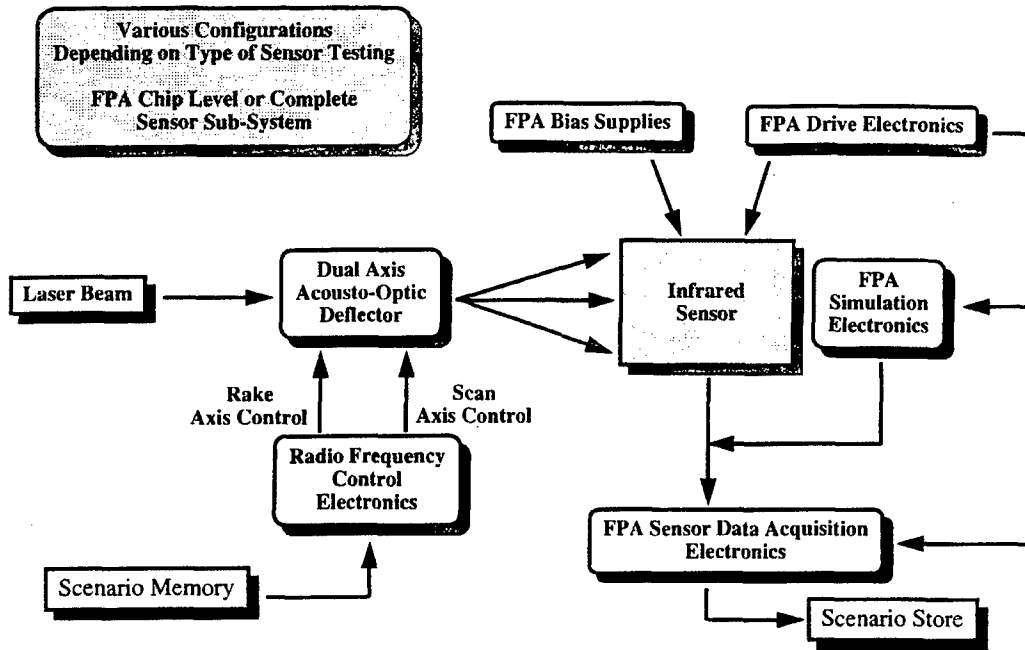 Various Configurations
Depending on Type of Sensor Testing
FPA Chip Level or Complete
Sensor Sub-System
FPA Bias Supplies
FPA Drive Electronics
Laser Beam
Dual Axis
Acousto-Optic
Deflector
Infrared
Sensor
FPA
Simulation
Electronics
Rake
Axis Control
Scan
Axis Control
Radio Frequency
Control
Electronics
FPA Sensor Data Acquisition
Electronics
Scenario Memory
Scenario Store